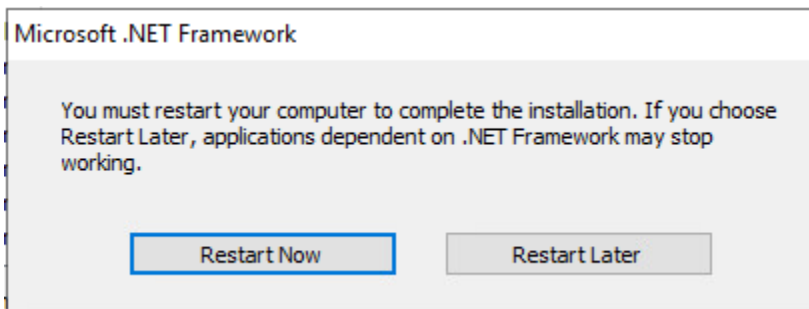 Microsoft .NET Framework
You must restart your computer to complete the installation. If you choose
Restart Later, applications dependent on .NET Framework may stop
working.
Restart Now
Restart Later